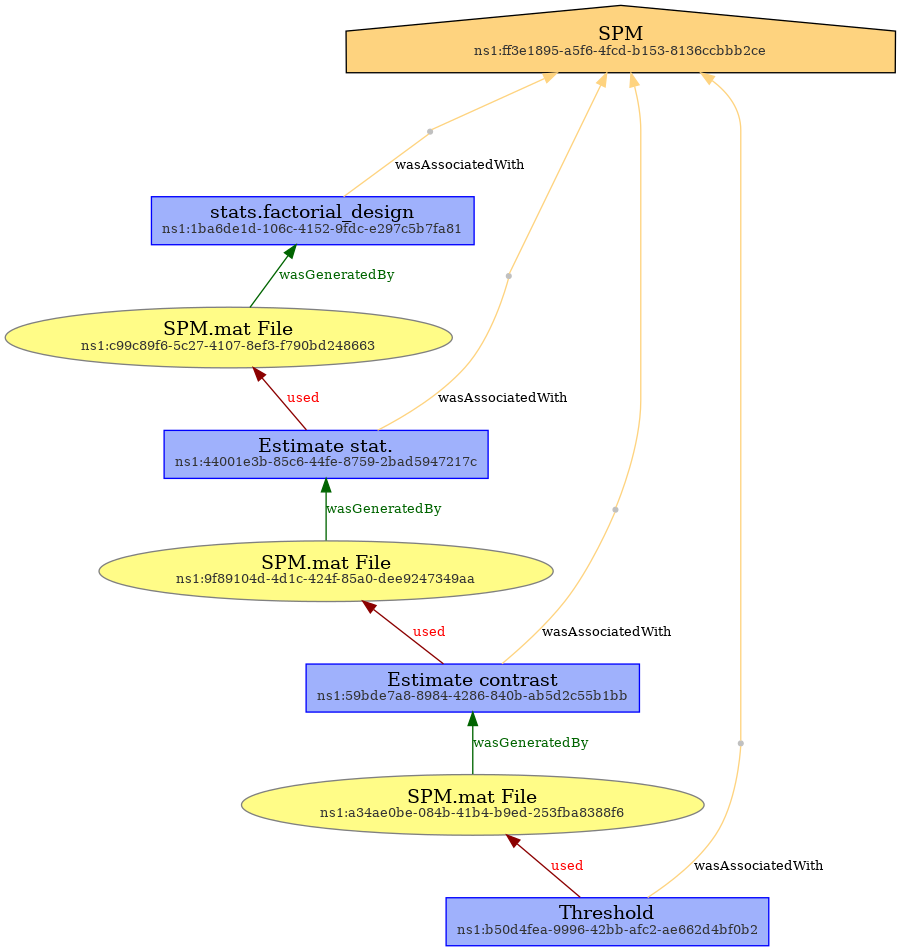 SPM
ns1:ff3e1895-a5f6-4fcd-b153-8136ccbbb2ce
wasAssociatedWith
stats.factorial_design
ns1:1ba6de1d-106c-4152-9fdc-e297c5b7fa81
wasGeneratedBy
SPM.mat File
ns1:c99c89f6-5c27-4107-8ef3-f790bd248663
used
wasAssociatedWith
Estimate stat.
ns1:44001e3b-85c6-44fe-8759-2bad5947217c
wasGeneratedBy
SPM.mat File
ns1:9f89104d-4d1c-424f-85a0-dee9247349aa
used
wasAssociatedWith
Estimate contrast
ns1:59bde7a8-8984-4286-840b-ab5d2c55b1bb
wasGeneratedBy
SPM.mat File
ns1:a34ae0be-084b-41b4-b9ed-253fba8388f6
used
wasAssociatedWith
Threshold
ns1:b50d4fea-9996-42bb-afc2-ae662d4bf0b2